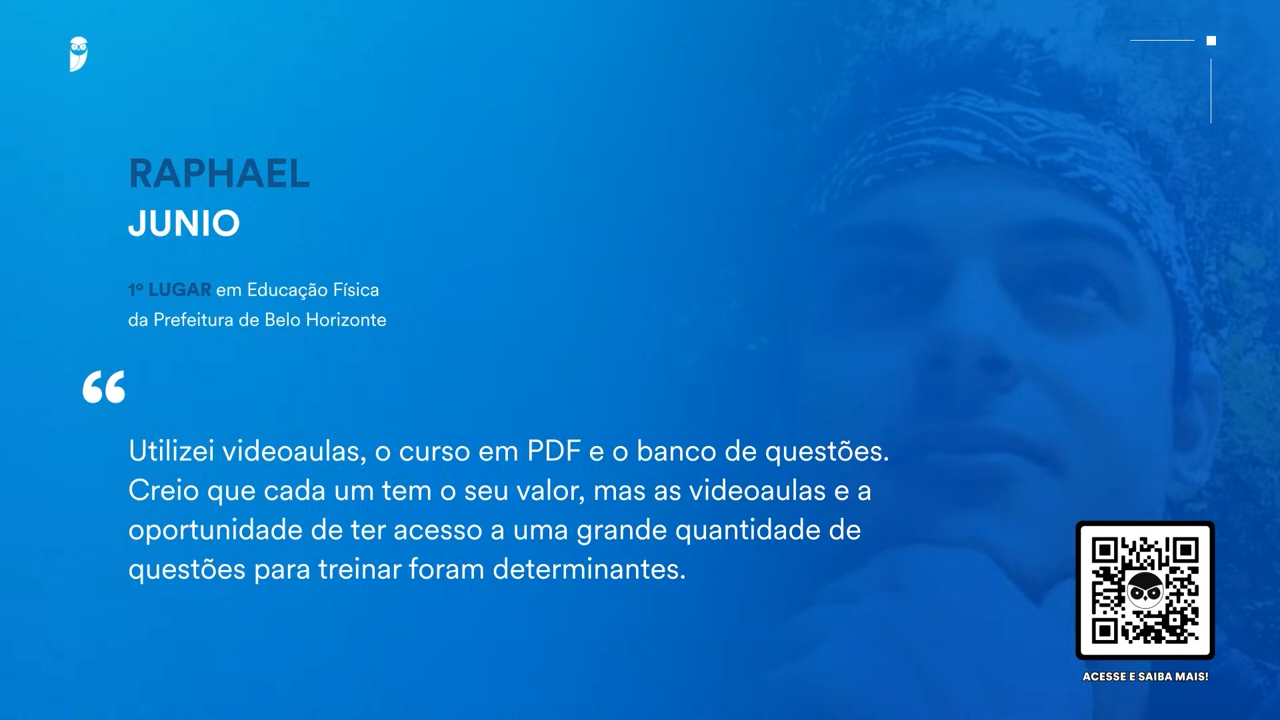 RAPHAEL
JUNIO
1º LUGAR em Educação Física
da Prefeitura de Belo Horizonte
“
Utilizei videoaulas, o curso em PDF e o banco de questões.
Creio que cada um tem o seu valor, mas as videoaulas e a
oportunidade de ter acesso a uma grande quantidade de
questões para treinar foram determinantes.
ACESSE E SAIBA MAIS!